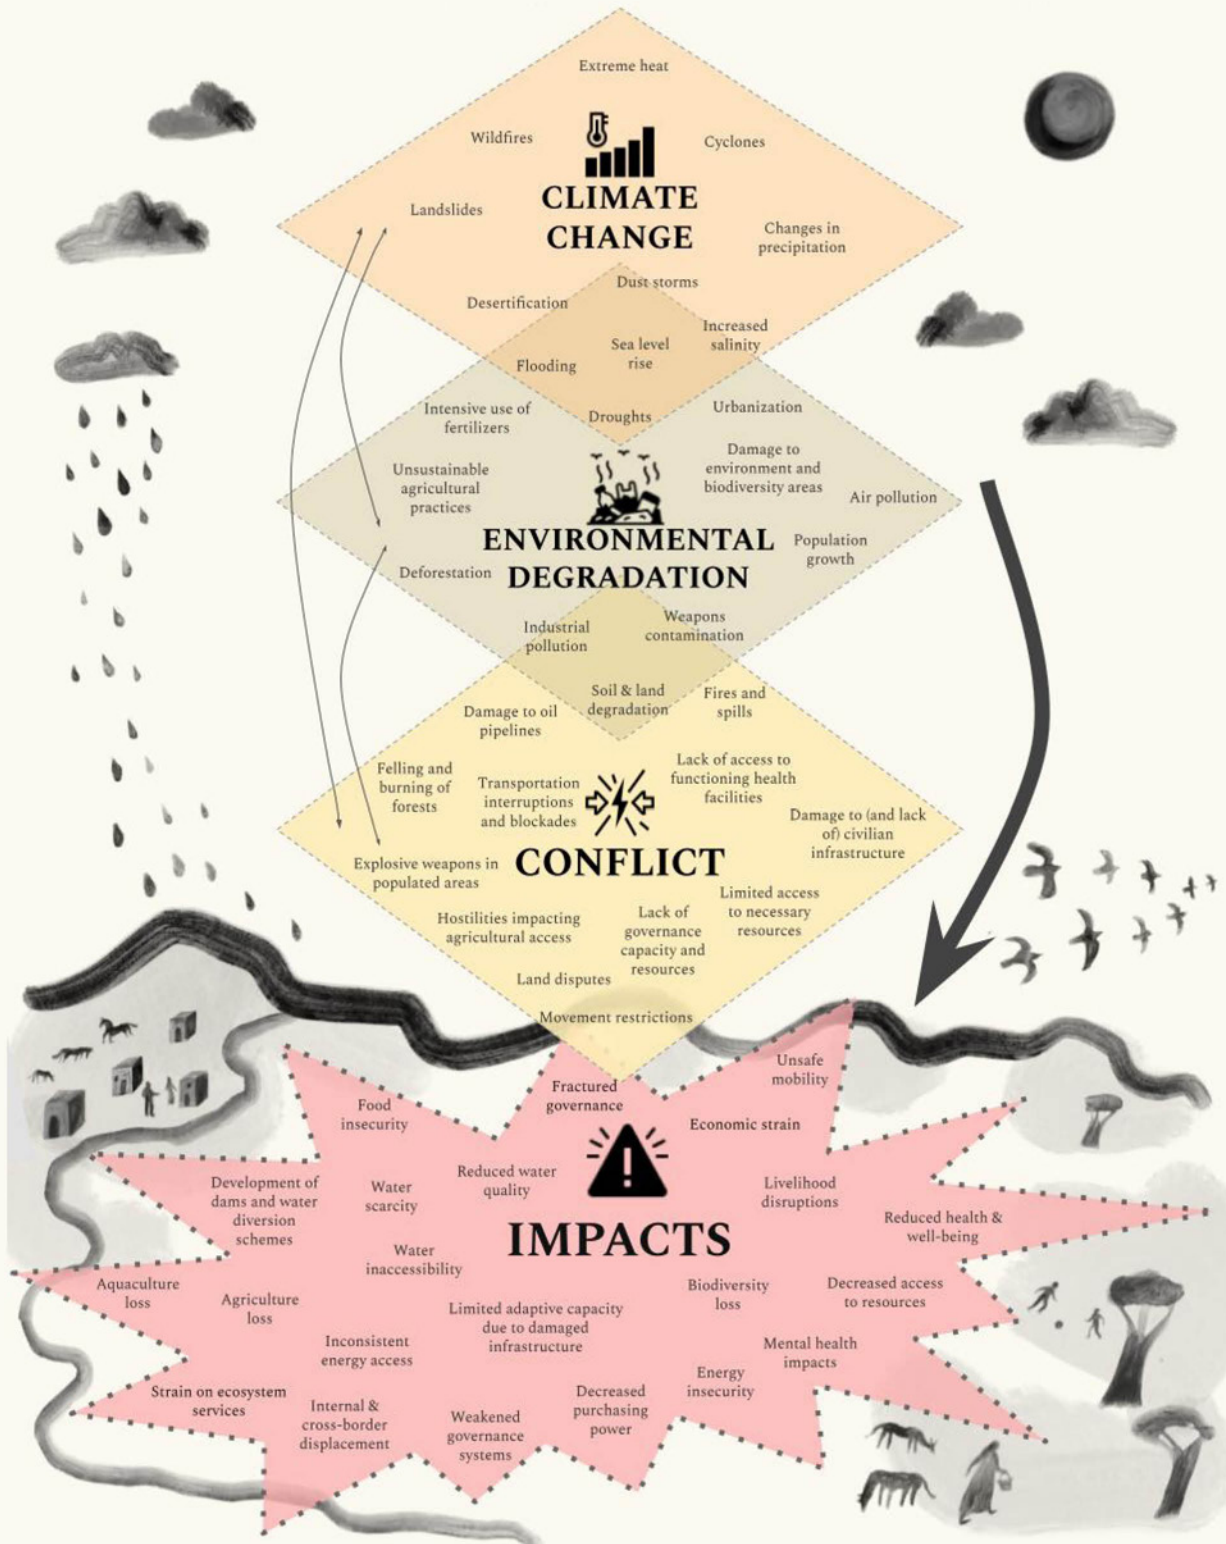 Extreme heat
Wildfires
Cyclones
CLIMATE
CHANGE
Landslides
Changes in
precipitation
Dust storms
Desertification
Increased
salinity
Sea level
rise
Flooding
Droughts
Intensive use of
fertilizers
Urbanization
Damage to
environment and
biodiversity areas
Unsustainable
agricultural
practices
Air pollution
ENVIRONMENTAL
DEGRADATION
Population
growth
Deforestation
Industrial
pollution
Weapons
contamination
Soil & land
degradation
Fires and
spills
Damage to oil
pipelines
Felling and
burning of
forests
Transportation
interruptions
and blockades
Lack of access to
functioning health
facilities
Damage to (and lack
of) civilian
infrastructure
CONFLICT
Explosive weapons in
populated areas
Limited access
to necessary
resources
Hostilities impacting
agricultural access
Lack of
governance
capacity and
resources
Land disputes
Movement restrictions
Unsafe
mobility
Fractured
governance
Food
insecurity
Economic strain
Reduced water
quality
Development of
dams and water
diversion
schemes
Water
scarcity
Livelihood
disruptions
IMPACTS
Reduced health &
well-being
Water
inaccessibility
Aquaculture
loss
Agriculture
loss
Biodiversity
loss
Decreased access
to resources
Limited adaptive capacity
due to damaged
infrastructure
Inconsistent
energy access
Mental health
impacts
Energy
insecurity
Strain on ecosystem
services
Internal &
cross-border
displacement
Weakened
governance
systems
Decreased
purchasing
power